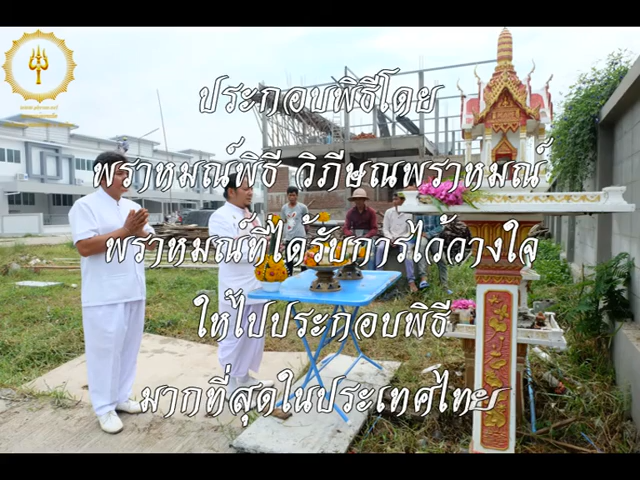 ประกอบพิธีโดย
พราหมณ์พิธี วิภีษณพราหมณ์
พราหมณ์ที่ได้รับการไว้วางใจ
ให้ไปประกอบพิธี
มากที่สุดในประเทศไทย